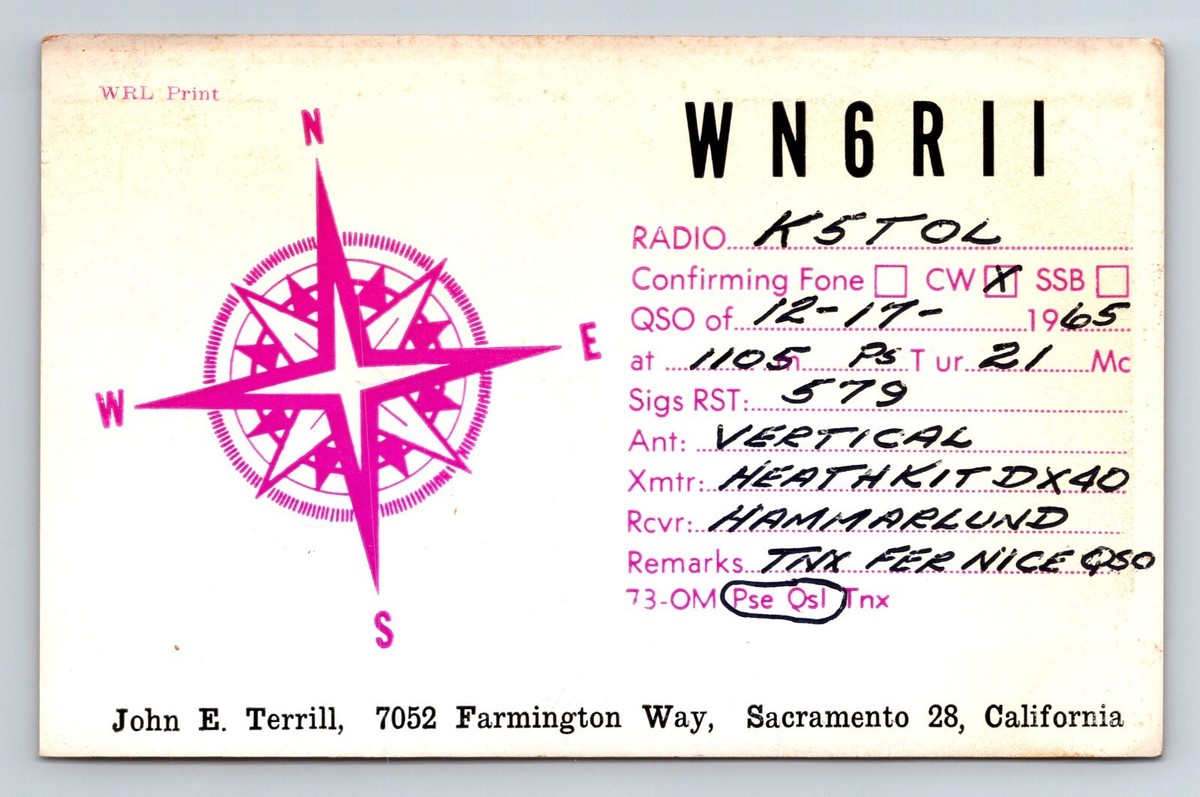 WRL Print
N
E
W
S
WN6RII
RADIO K5TOL
Confirming Fone CW X SSB
QSO of 12-17- 1965
at 1105 m PsT ur 21 Mc
Sigs RST: 579
Ant: VERTICAL
Xmtr: HEATHKIT DX40
Rcvr: HAMMARLUND
Remarks TNX FER NICE QSO
73-OM Pse Qsl Tnx
John E. Terrill, 7052 Farmington Way, Sacramento 28, California